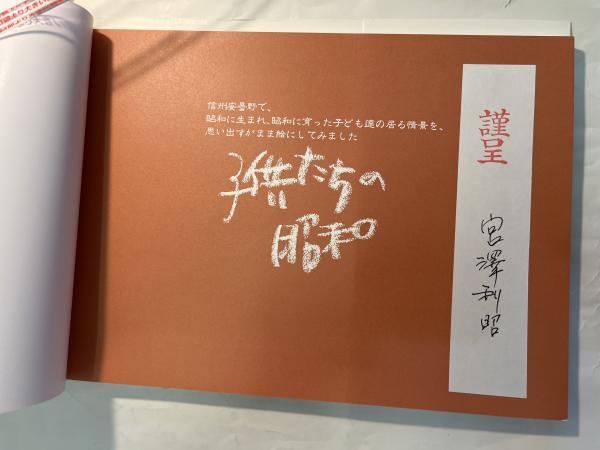 信州安曇野で、
昭和に生まれ、昭和に育った子ども達の居る情景を、
思い出すがまま絵にしてみました
子供たちの
昭和
謹呈
宮澤利昭